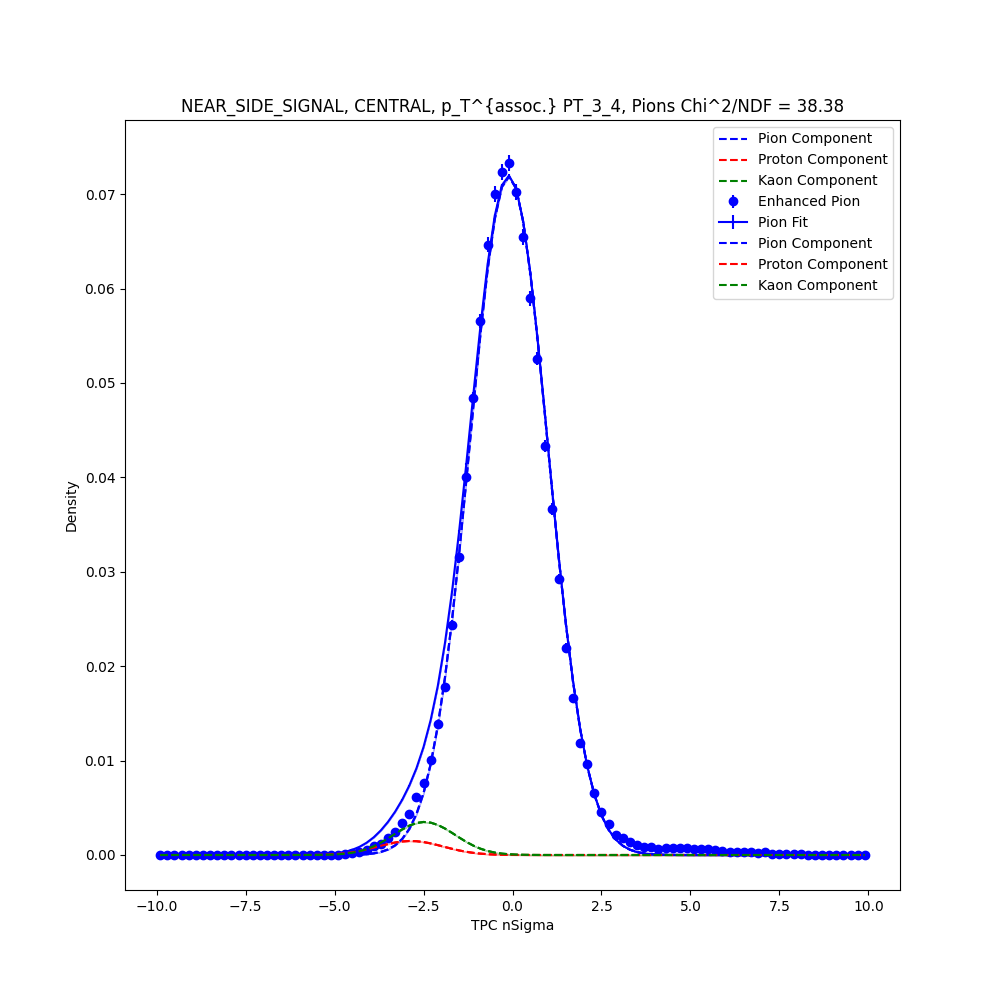 NEAR_SIDE_SIGNAL, CENTRAL, p_T^{assoc.} PT_3_4, Pions Chi^2/NDF = 38.38
Pion Component
Proton Component
Kaon Component
Enhanced Pion
Pion Fit
Pion Component
Proton Component
Kaon Component
0.07
0.06
0.05
0.04
0.03
0.02
0.01
0.00
Density
−10.0 −7.5 −5.0 −2.5 0.0 2.5 5.0 7.5 10.0
TPC nSigma